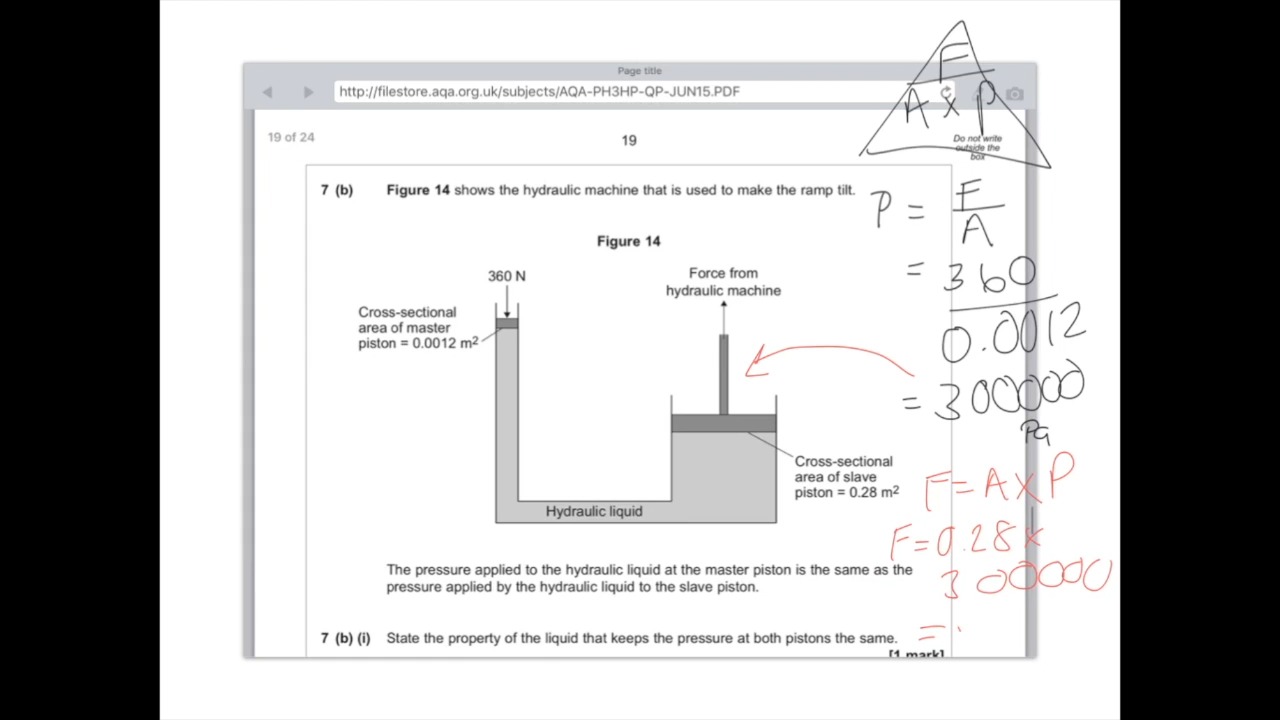 Page title
http://filestore.aqa.org.uk/subjects/AQA-PH3HP-QP-JUN15.PDF
19 of 24
19
Do not write
outside the
box
F
A x P
7 (b) Figure 14 shows the hydraulic machine that is used to make the ramp tilt.
Figure 14
360 N
Force from
hydraulic machine
Cross-sectional
area of master
piston = 0.0012 m²
Cross-sectional
area of slave
piston = 0.28 m²
Hydraulic liquid
The pressure applied to the hydraulic liquid at the master piston is the same as the
pressure applied by the hydraulic liquid to the slave piston.
7 (b) (i) State the property of the liquid that keeps the pressure at both pistons the same.
[1 mark]
P = F
A
= 360
0.0012
= 300000
Pa
F = A x P
F = 0.28 x
300000
=